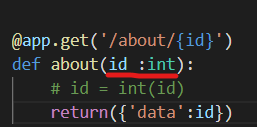 @app.get('/about/{id}')
def about(id :int):
    # id = int(id)
    return({'data':id})